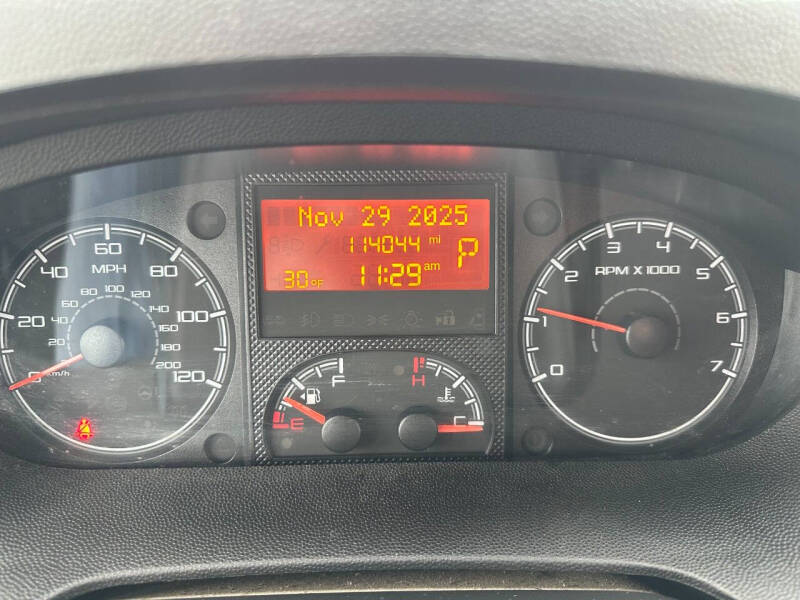 Nov 29 2025
114044 mi
P
30°F
11:29 am
0 20 40 60 80 100 120
MPH
20 40 60 80 100 120 140 160 180 200
km/h
E F
H C
RPM X 1000
0 1 2 3 4 5 6 7